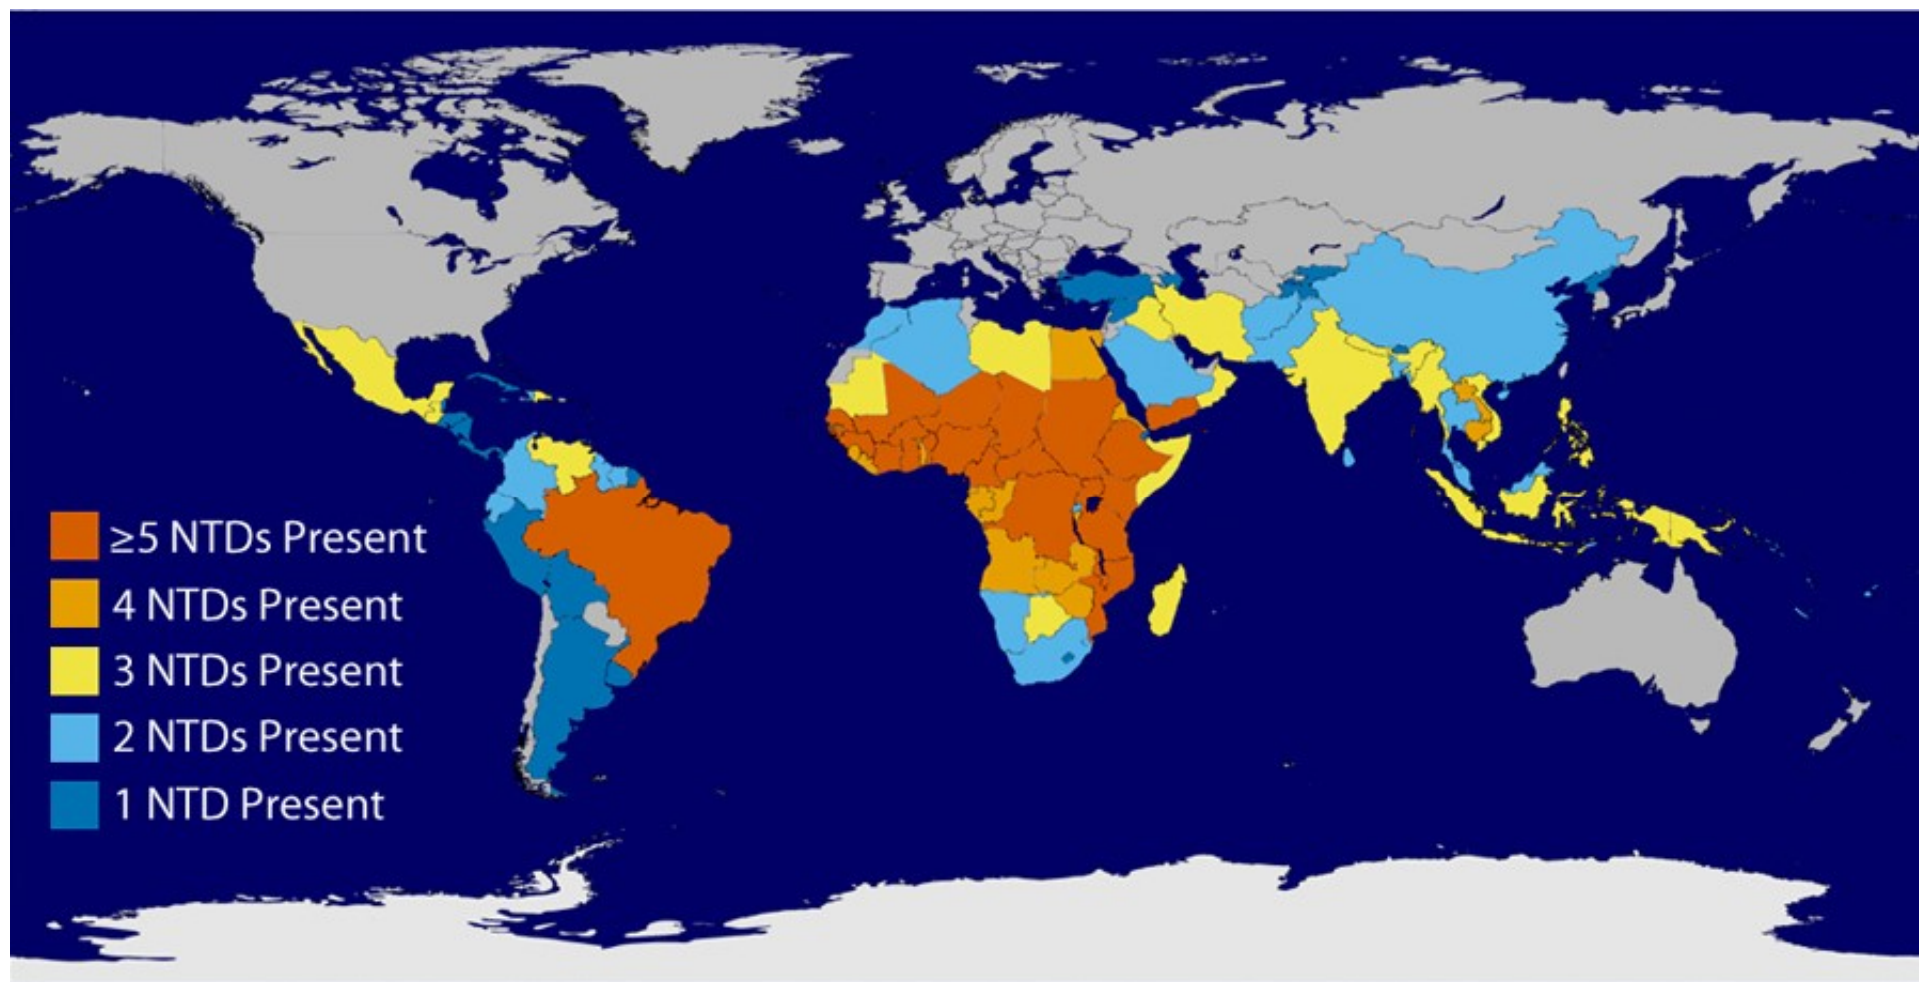 ≥5 NTDs Present
4 NTDs Present
3 NTDs Present
2 NTDs Present
1 NTD Present